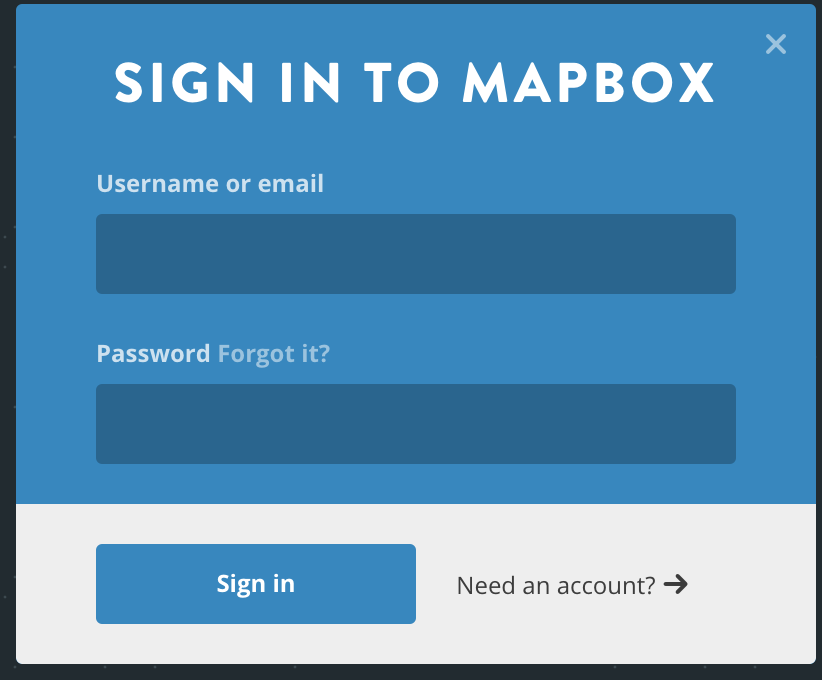 SIGN IN TO MAPBOX
Username or email
Password Forgot it?
Sign in
Need an account?